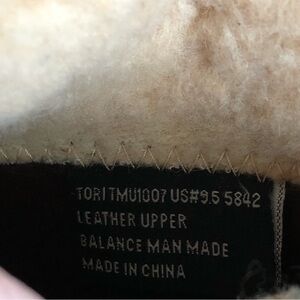 TORI TMU1007 US#9.5 5842
LEATHER UPPER
BALANCE MAN MADE
MADE IN CHINA